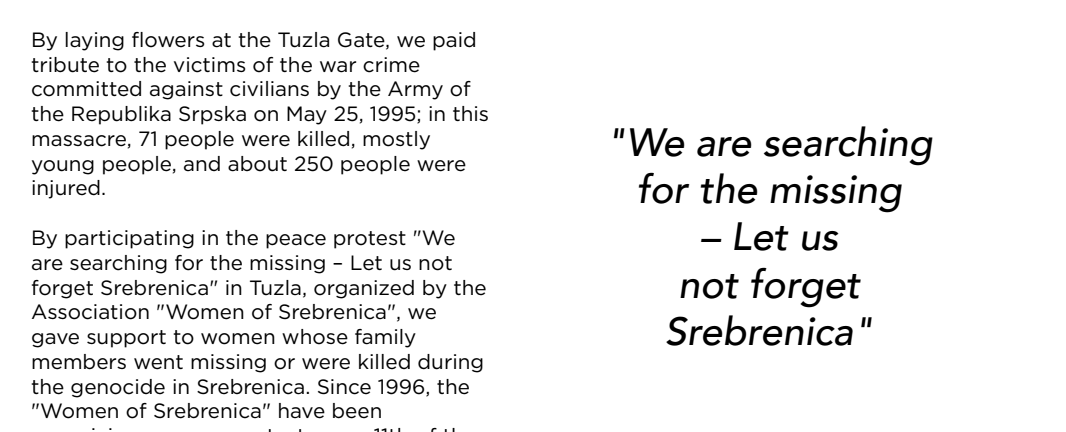 By laying flowers at the Tuzla Gate, we paid
tribute to the victims of the war crime
committed against civilians by the Army of
the Republika Srpska on May 25, 1995; in this
massacre, 71 people were killed, mostly
young people, and about 250 people were
injured.
By participating in the peace protest "We
are searching for the missing – Let us not
forget Srebrenica" in Tuzla, organized by the
Association "Women of Srebrenica", we
gave support to women whose family
members went missing or were killed during
the genocide in Srebrenica. Since 1996, the
"Women of Srebrenica" have been
"We are searching
for the missing
– Let us
not forget
Srebrenica"